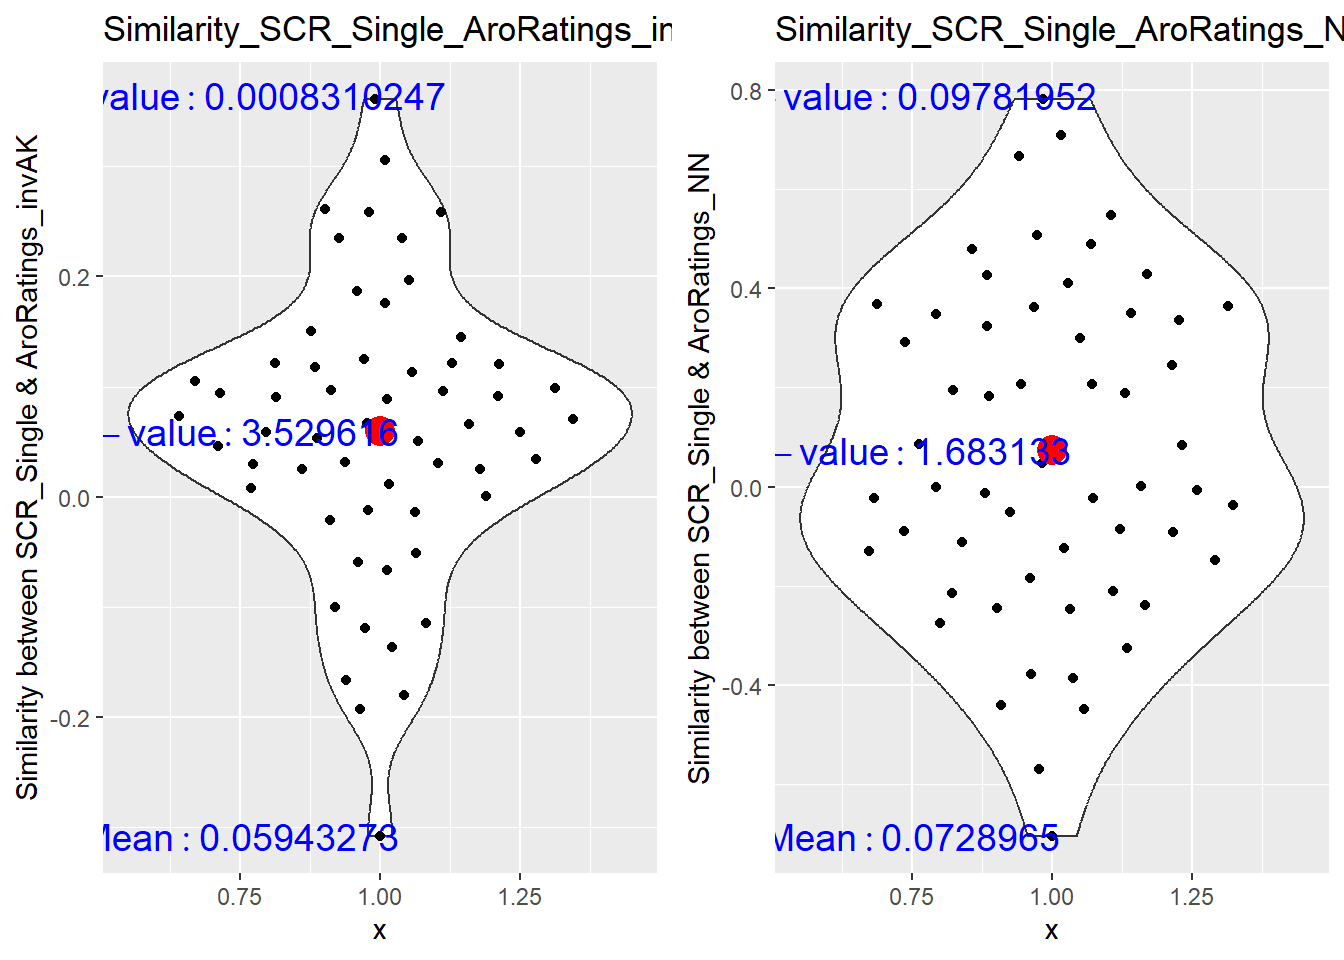 Similarity_SCR_Single_AroRatings_in
Similarity between SCR_Single & AroRatings_invAK
value : 0.0008310247
− value : 3.529616
Mean : 0.05943273
0.2
0.0
-0.2
0.75 1.00 1.25
x
Similarity_SCR_Single_AroRatings_N
Similarity between SCR_Single & AroRatings_NN
value : 0.09781952
− value : 1.683133
Mean : 0.0728965
0.8
0.4
0.0
-0.4
0.75 1.00 1.25
x